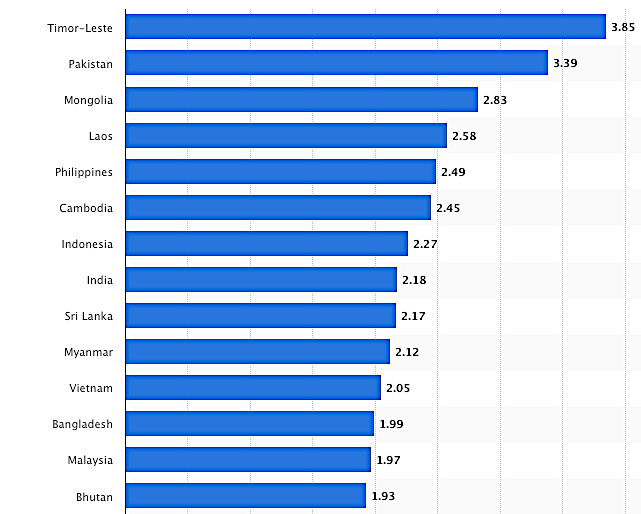 Timor-Leste 3.85
Pakistan 3.39
Mongolia 2.83
Laos 2.58
Philippines 2.49
Cambodia 2.45
Indonesia 2.27
India 2.18
Sri Lanka 2.17
Myanmar 2.12
Vietnam 2.05
Bangladesh 1.99
Malaysia 1.97
Bhutan 1.93